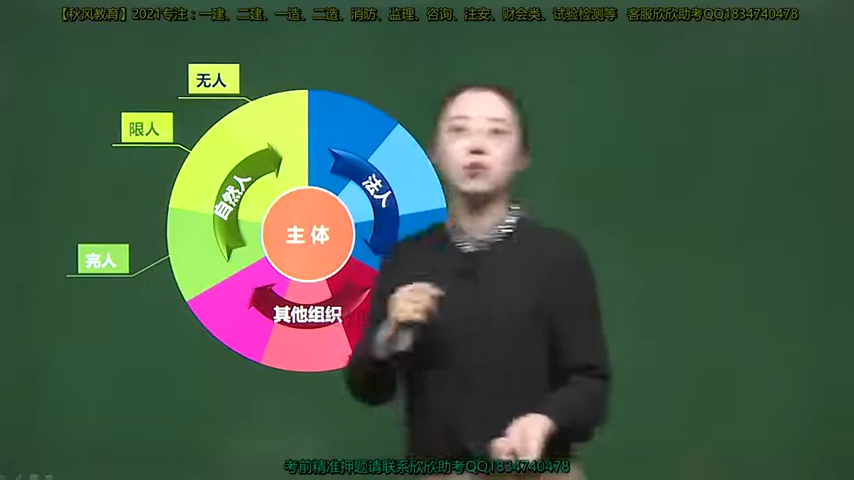 【秋风教育】2021专注：一建、二建、一造、二造、消防、监理、咨询、注安、财会类、试验检测等 客服欣欣助考QQ1834740478
无人
限人
自然人
法人
主体
完人
其他组织
考前精准押题请联系欣欣助考QQ1834740478